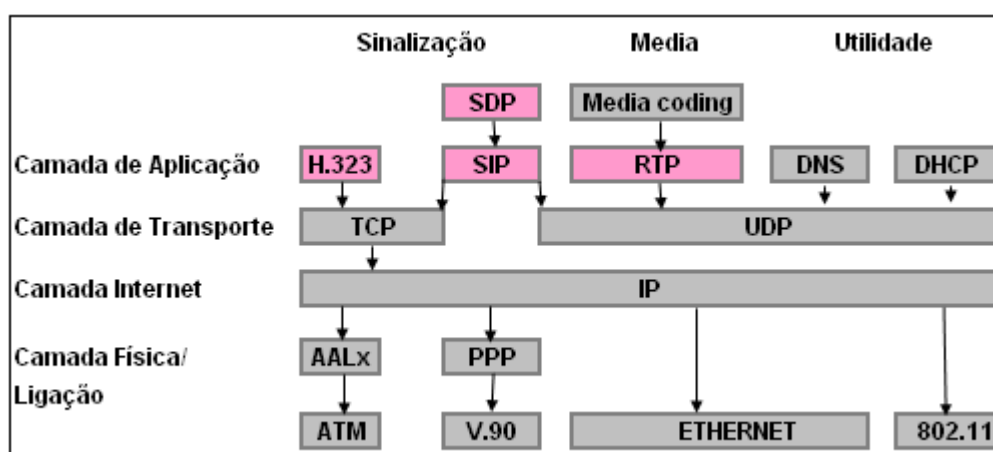 Sinalização Media Utilidade
SDP Media coding
Camada de Aplicação H.323 SIP RTP DNS DHCP
Camada de Transporte TCP UDP
Camada Internet IP
Camada Física/ AALx PPP
Ligação
ATM V.90 ETHERNET 802.11